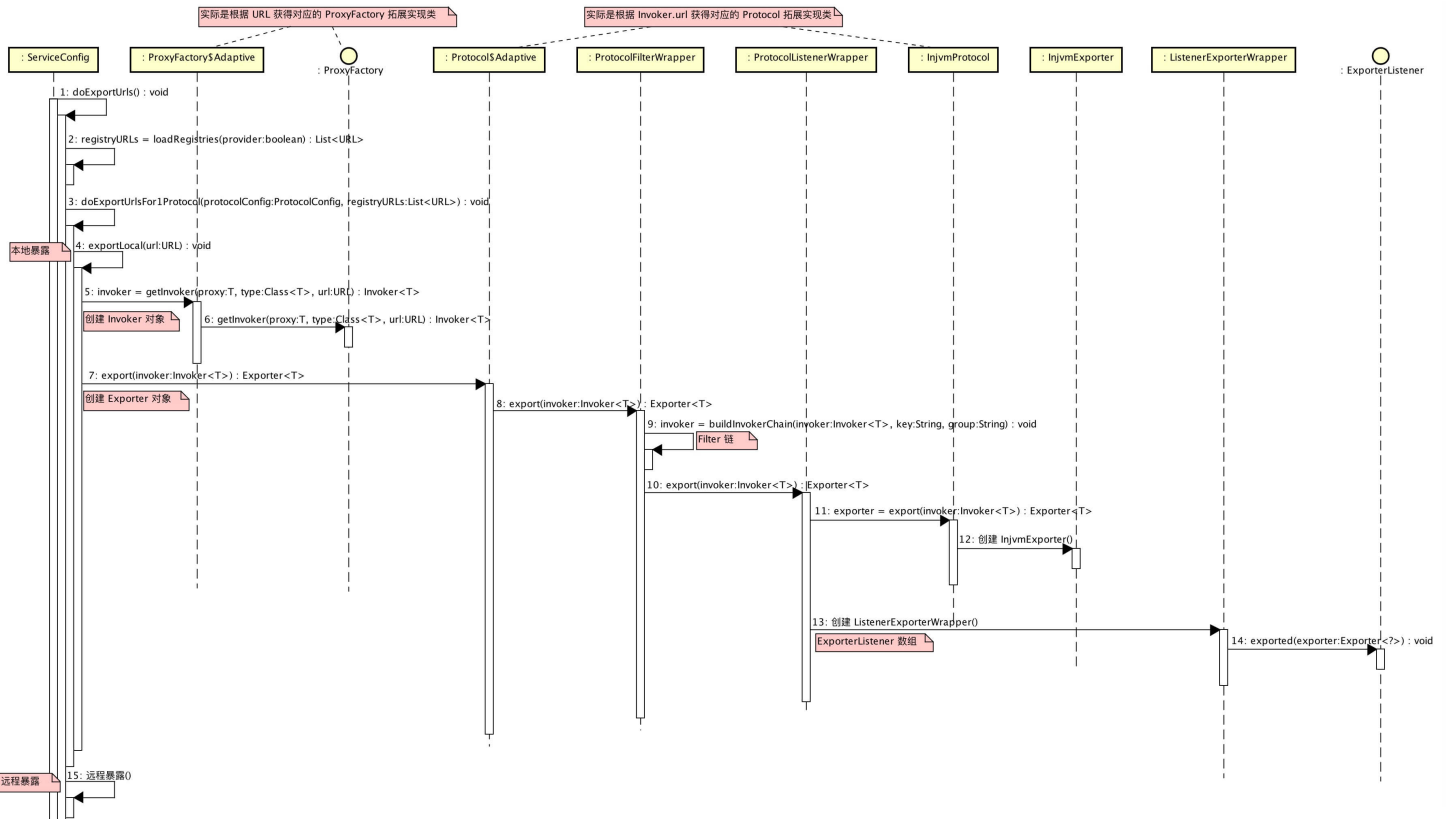 实际是根据 URL 获得对应的 ProxyFactory 拓展实现类
实际是根据 Invoker.url 获得对应的 Protocol 拓展实现类
: ServiceConfig
: ProxyFactory$Adaptive
: ProxyFactory
: Protocol$Adaptive
: ProtocolFilterWrapper
: ProtocolListenerWrapper
: InjvmProtocol
: InjvmExporter
: ListenerExporterWrapper
: ExporterListener
1: doExportUrls() : void
2: registryURLs = loadRegistries(provider:boolean) : List<URL>
3: doExportUrlsFor1Protocol(protocolConfig:ProtocolConfig, registryURLs:List<URL>) : void
本地暴露
4: exportLocal(url:URL) : void
5: invoker = getInvoker(proxy:T, type:Class<T>, url:URL) : Invoker<T>
创建 Invoker 对象
6: getInvoker(proxy:T, type:Class<T>, url:URL) : Invoker<T>
7: export(invoker:Invoker<T>) : Exporter<T>
创建 Exporter 对象
8: export(invoker:Invoker<T>) : Exporter<T>
9: invoker = buildInvokerChain(invoker:Invoker<T>, key:String, group:String) : void
Filter 链
10: export(invoker:Invoker<T>) : Exporter<T>
11: exporter = export(invoker:Invoker<T>) : Exporter<T>
12: 创建 InjvmExporter()
13: 创建 ListenerExporterWrapper()
ExporterListener 数组
14: exported(exporter:Exporter<?>) : void
远程暴露
15: 远程暴露()